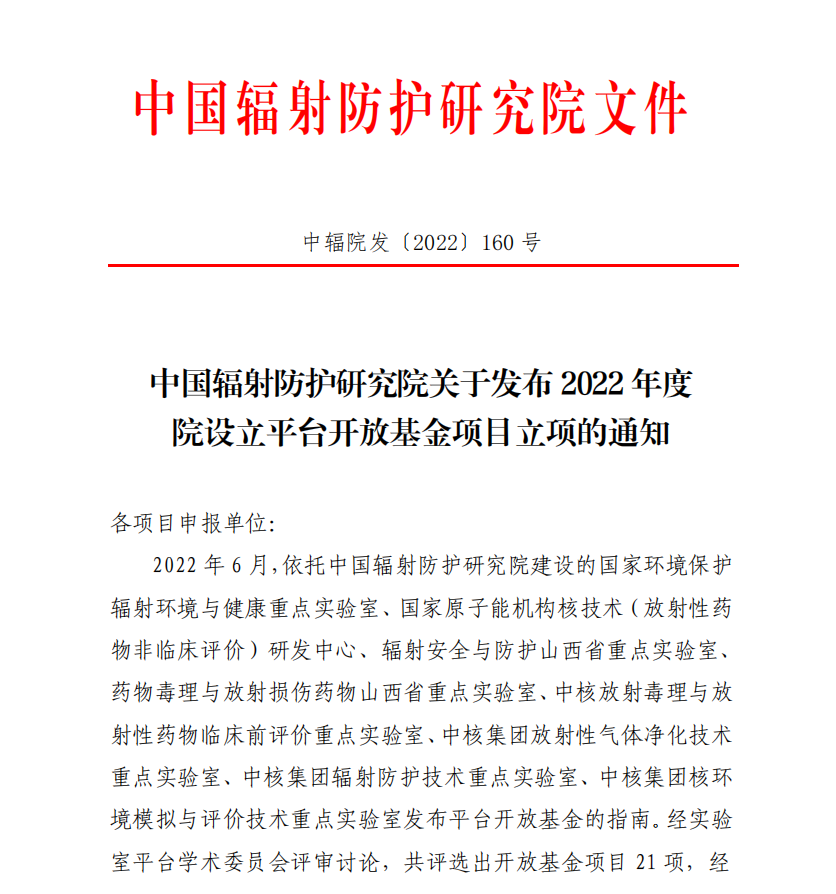 中国辐射防护研究院文件
中辐院发〔2022〕160 号
中国辐射防护研究院关于发布 2022 年度
院设立平台开放基金项目立项的通知
各项目申报单位：
2022 年 6 月，依托中国辐射防护研究院建设的国家环境保护
辐射环境与健康重点实验室、国家原子能机构核技术（放射性药
物非临床评价）研发中心、辐射安全与防护山西省重点实验室、
药物毒理与放射损伤药物山西省重点实验室、中核放射毒理与放
射性药物临床前评价重点实验室、中核集团放射性气体净化技术
重点实验室、中核集团辐射防护技术重点实验室、中核集团核环
境模拟与评价技术重点实验室发布平台开放基金的指南。经实验
室平台学术委员会评审讨论，共评选出开放基金项目 21 项，经